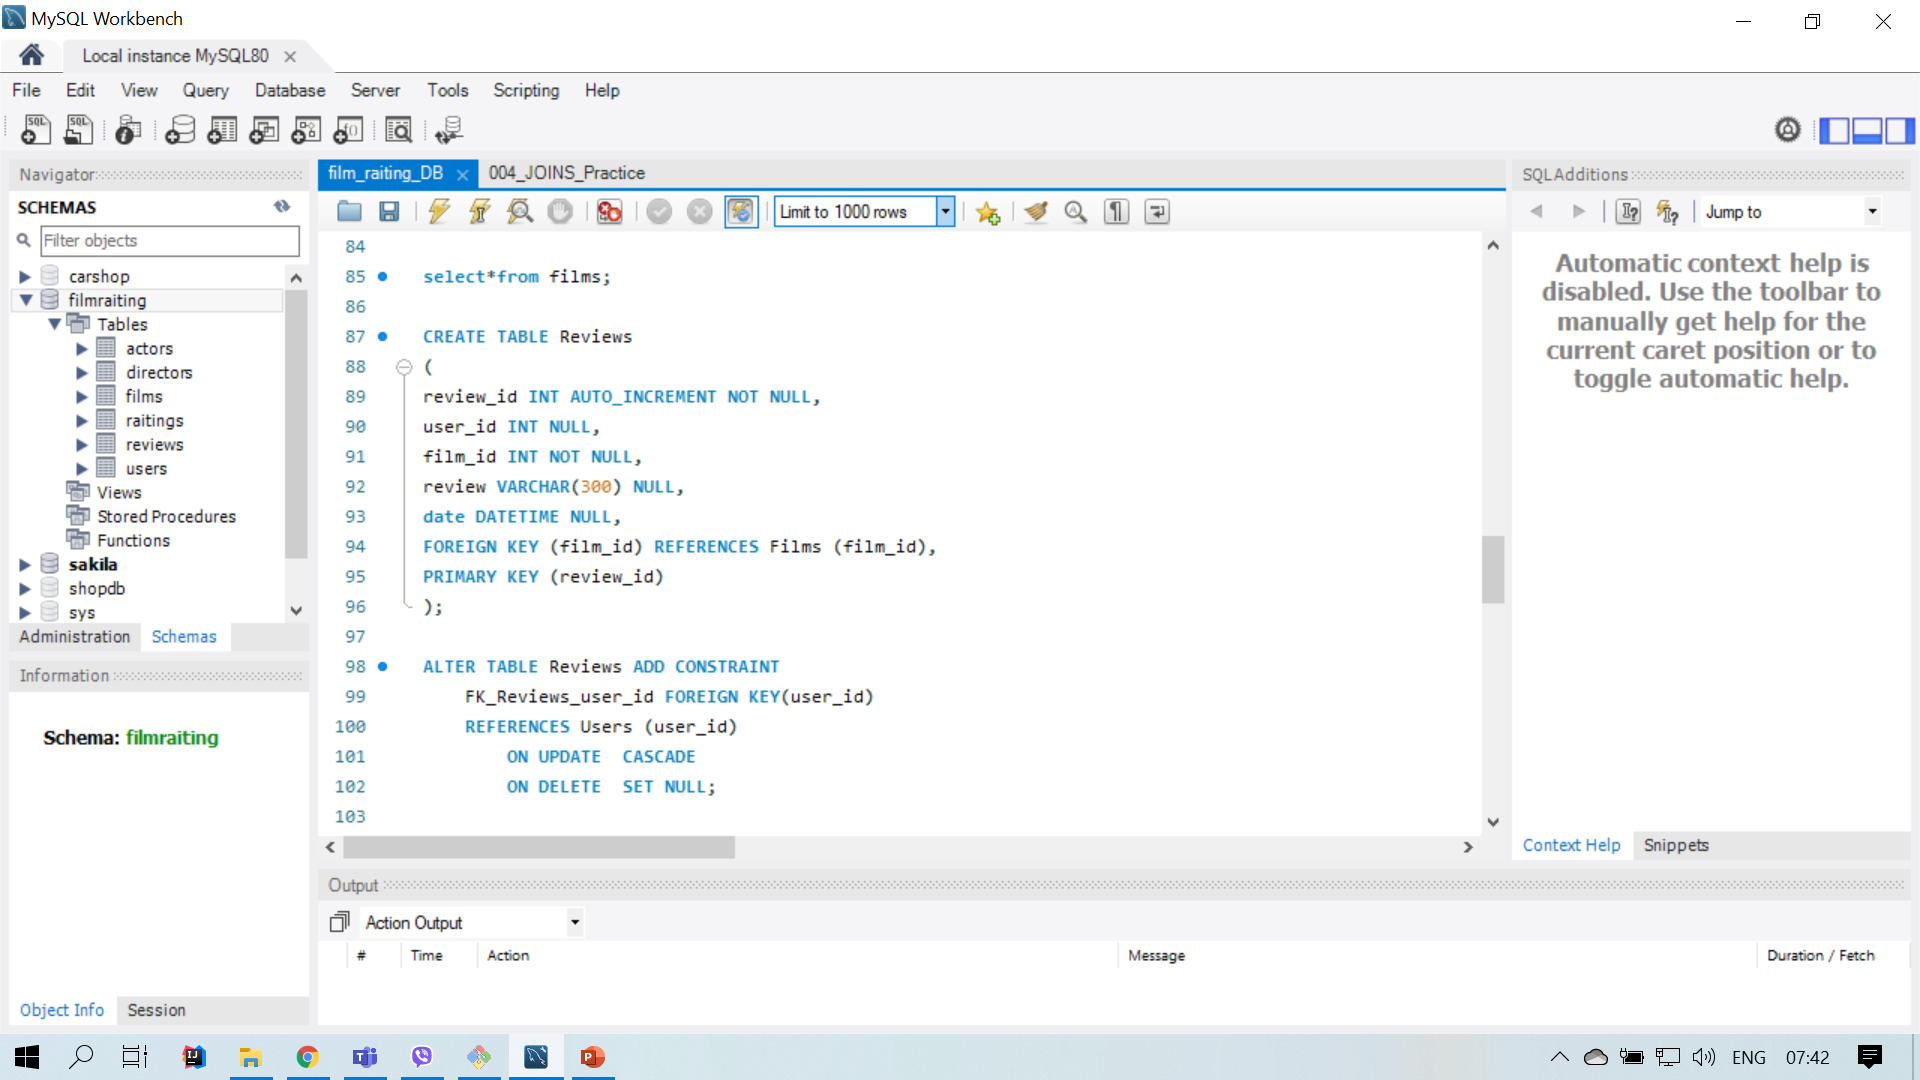 MySQL Workbench
Local instance MySQL80
File Edit View Query Database Server Tools Scripting Help
Navigator
SCHEMAS
Filter objects
carshop
filmraiting
Tables
actors
directors
films
raitings
reviews
users
Views
Stored Procedures
Functions
sakila
shopdb
sys
Administration Schemas
Information
Schema: filmraiting
Object Info Session
film_raiting_DB 004_JOINS_Practice
Limit to 1000 rows
84
85 select*from films;
86
87 CREATE TABLE Reviews
88 (
89 review_id INT AUTO_INCREMENT NOT NULL,
90 user_id INT NULL,
91 film_id INT NOT NULL,
92 review VARCHAR(300) NULL,
93 date DATETIME NULL,
94 FOREIGN KEY (film_id) REFERENCES Films (film_id),
95 PRIMARY KEY (review_id)
96 );
97
98 ALTER TABLE Reviews ADD CONSTRAINT
99 FK_Reviews_user_id FOREIGN KEY(user_id)
100 REFERENCES Users (user_id)
101 ON UPDATE CASCADE
102 ON DELETE SET NULL;
103
SQLAdditions
Jump to
Automatic context help is
disabled. Use the toolbar to
manually get help for the
current caret position or to
toggle automatic help.
Context Help Snippets
Output
Action Output
# Time Action Message Duration / Fetch
ENG 07:42